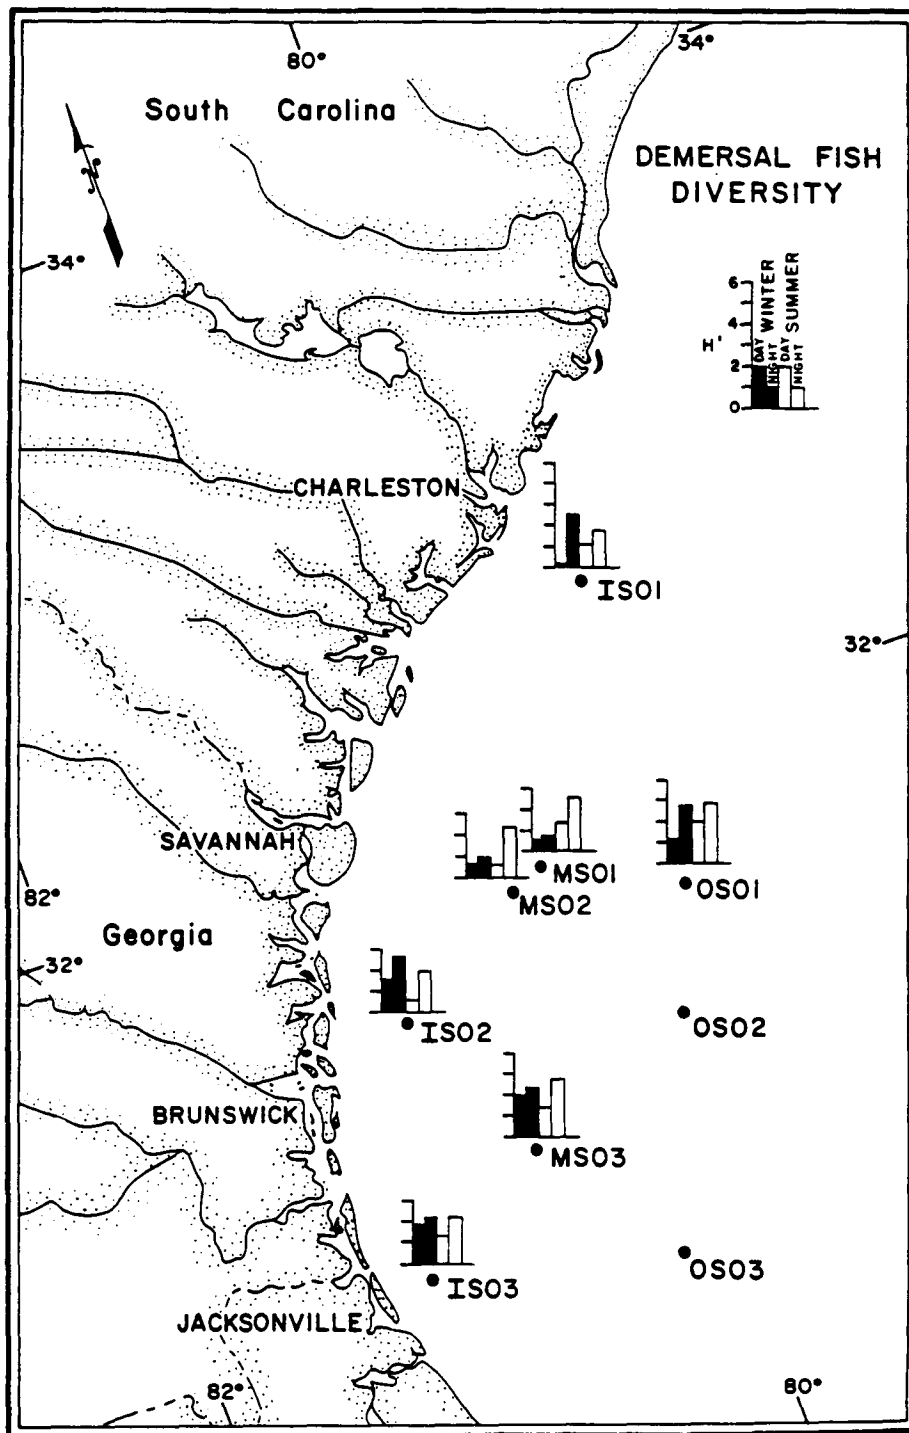 80°
34°
South Carolina
DEMERSAL FISH
DIVERSITY
N
34°
6
4
2
0
H'
DAY
NIGHT
WINTER
DAY
NIGHT
SUMMER
CHARLESTON
IS01
32°
SAVANNAH
MS01
MS02
OS01
82°
Georgia
32°
IS02
OS02
BRUNSWICK
MS03
IS03
OS03
JACKSONVILLE
82°
80°